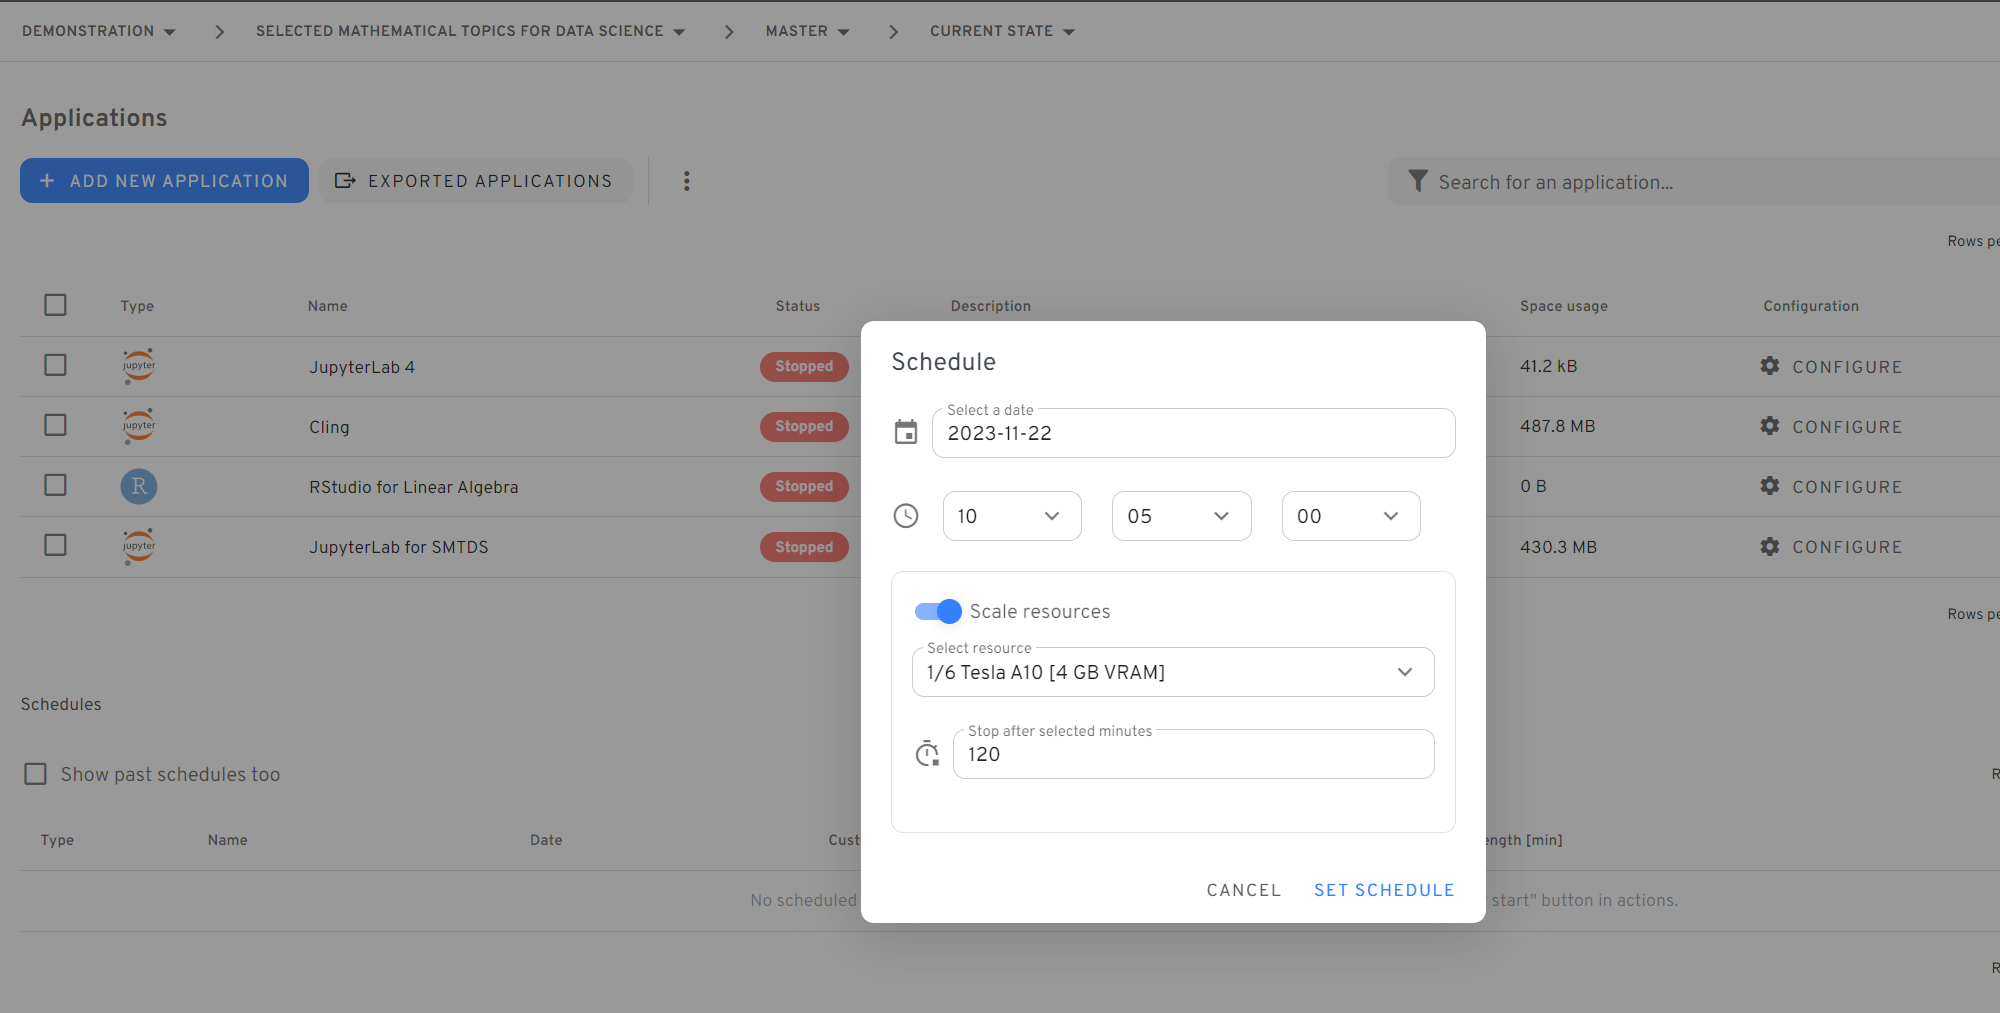 DEMONSTRATION SELECTED MATHEMATICAL TOPICS FOR DATA SCIENCE MASTER CURRENT STATE
Applications
+ ADD NEW APPLICATION EXPORTED APPLICATIONS Search for an application...
Rows
Type Name Status Description Space usage Configuration
jupyter JupyterLab 4 Stopped 41.2 kB CONFIGURE
jupyter Cling Stopped 487.8 MB CONFIGURE
R RStudio for Linear Algebra Stopped 0 B CONFIGURE
jupyter JupyterLab for SMTDS Stopped 430.3 MB CONFIGURE
Rows
Schedule
Select a date
2023-11-22
10 05 00
Scale resources
Select resource
1/6 Tesla A10 [4 GB VRAM]
Stop after selected minutes
120
CANCEL SET SCHEDULE
Schedules
Show past schedules too
Type Name Date [min]
No scheduled start" button in actions.